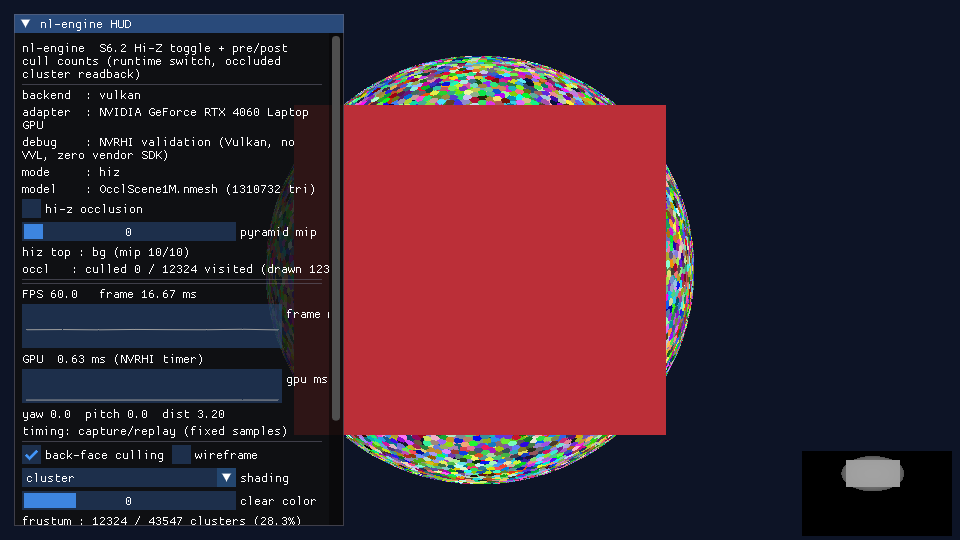 nl-engine HUD
nl-engine  S6.2 Hi-Z toggle + pre/post
cull counts (runtime switch, occluded
cluster readback)
backend  : vulkan
adapter  : NVIDIA GeForce RTX 4060 Laptop
GPU
debug    : NVRHI validation (Vulkan, no
VVL, zero vendor SDK)
mode     : hiz
model    : OcclScene1M.nmesh (1310732 tri)
hi-z occlusion
0 pyramid mip
hiz top : bg (mip 10/10)
occl   : culled 0 / 12324 visited (drawn 123
FPS 60.0   frame 16.67 ms
frame
GPU  0.63 ms (NVRHI timer)
gpu ms
yaw 0.0  pitch 0.0  dist 3.20
timing: capture/replay (fixed samples)
back-face culling wireframe
cluster shading
0 clear color
frustum : 12324 / 43547 clusters (28.3%)